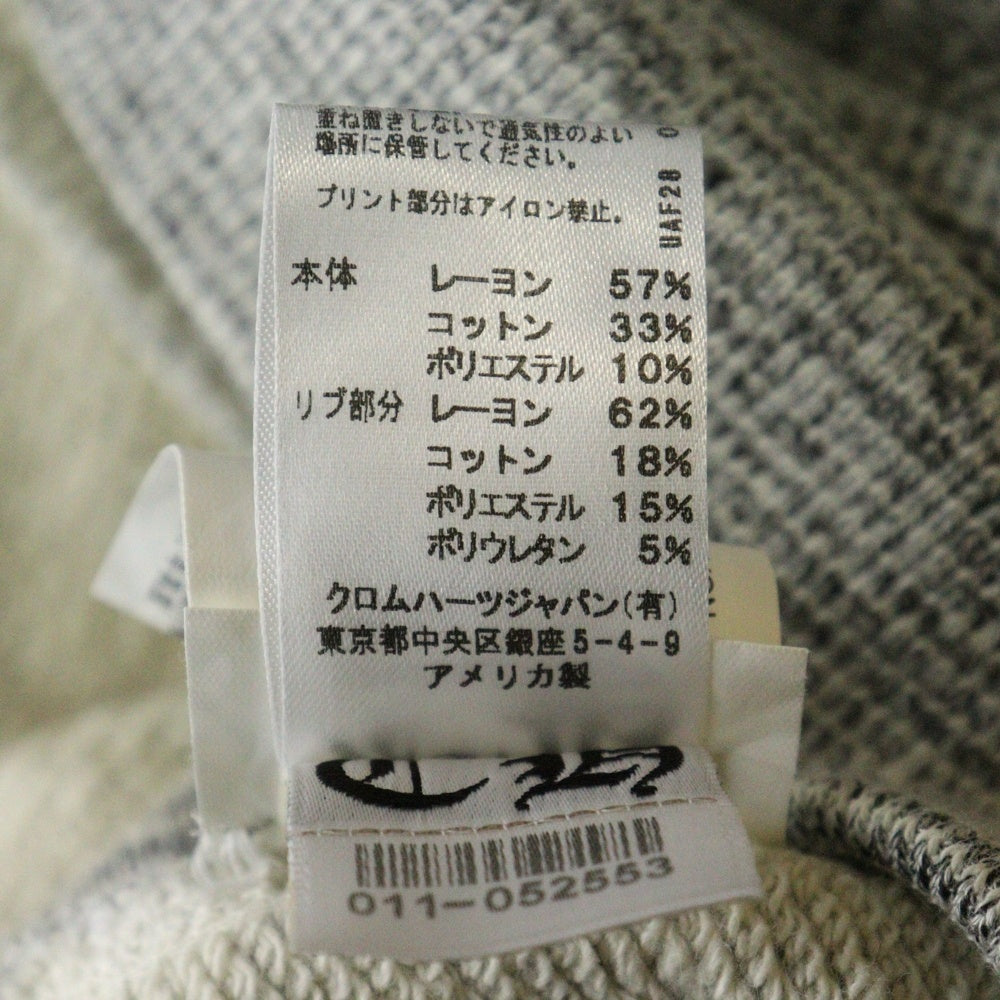 重ね置きしないで通気性のよい
場所に保管してください。
プリント部分はアイロン禁止。
UAF28 0
本体 レーヨン 57%
コットン 33%
ポリエステル 10%
リブ部分 レーヨン 62%
コットン 18%
ポリエステル 15%
ポリウレタン 5%
クロムハーツジャパン(有)
東京都中央区銀座5-4-9
アメリカ製
011-052553